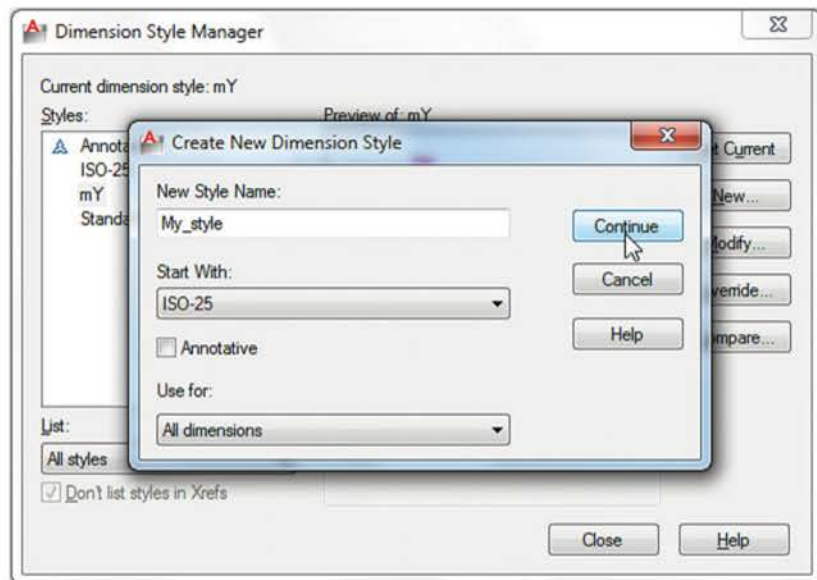 Dimension Style Manager
Current dimension style: mY
Styles:
Preview of: mY
ISO-25
mY
Create New Dimension Style
New Style Name:
My_style
Continue
Start With:
ISO-25
Cancel
Annotative
Help
Use for:
All dimensions
Current
New...
List:
All styles
Don't list styles in Xrefs
Close
Help